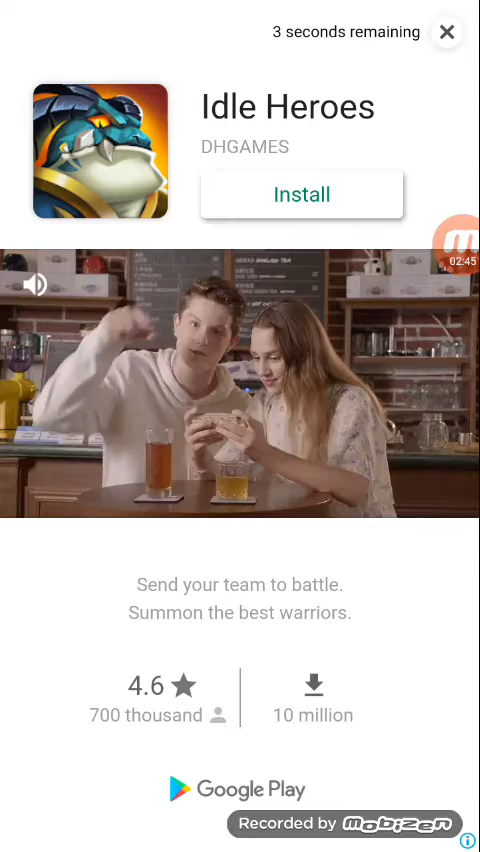 3 seconds remaining
Idle Heroes
DHGAMES
Install
02:45
Send your team to battle.
Summon the best warriors.
4.6
700 thousand
10 million
Google Play
Recorded by mobizen